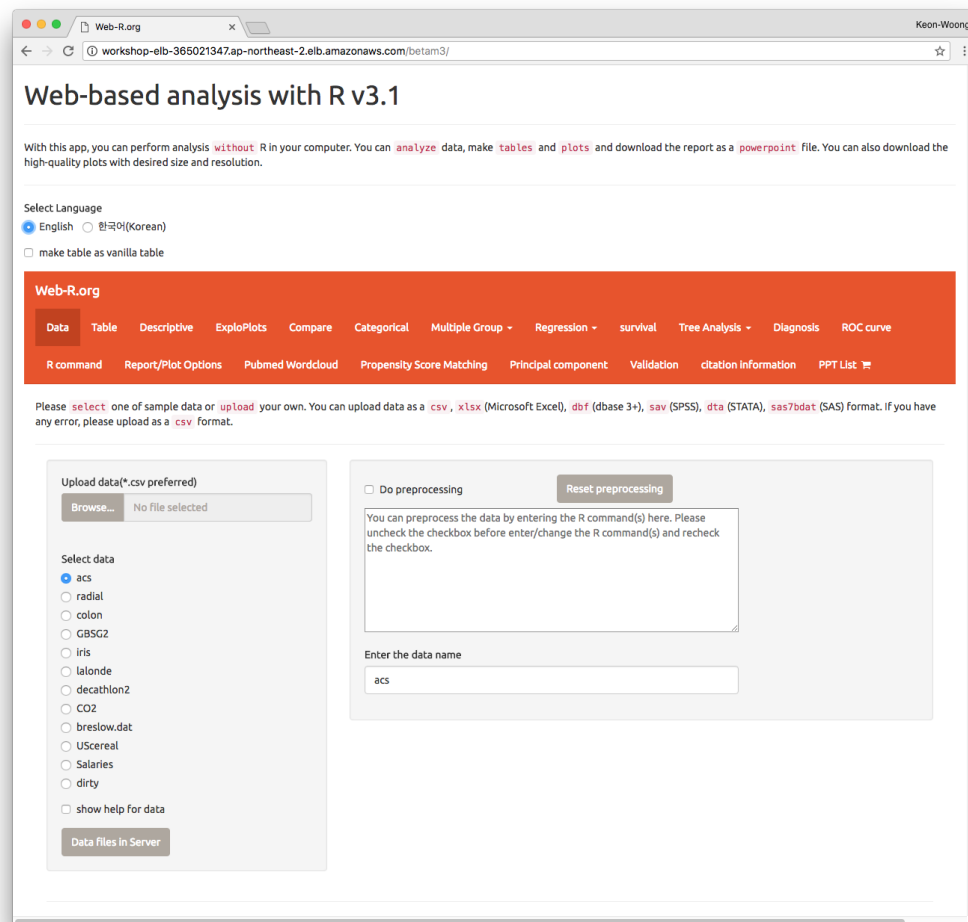 Web-R.org
Keon-Woong
workshop-elb-365021347.ap-northeast-2.elb.amazonaws.com/betam3/
Web-based analysis with R v3.1
With this app, you can perform analysis without R in your computer. You can analyze data, make tables and plots and download the report as a powerpoint file. You can also download the
high-quality plots with desired size and resolution.
Select Language
English 한국어(Korean)
make table as vanilla table
Web-R.org
Data Table Descriptive ExploPlots Compare Categorical Multiple Group Regression survival Tree Analysis Diagnosis ROC curve
R command Report/Plot Options Pubmed Wordcloud Propensity Score Matching Principal component Validation citation information PPT List
Please select one of sample data or upload your own. You can upload data as a csv, xlsx (Microsoft Excel), dbf (dbase 3+), sav (SPSS), dta (STATA), sas7bdat (SAS) format. If you have
any error, please upload as a csv format.
Upload data(*.csv preferred)
Browse... No file selected
Select data
acs
radial
colon
GBSG2
iris
lalonde
decathlon2
CO2
breslow.dat
UScereal
Salaries
dirty
show help for data
Data files in Server
Do preprocessing Reset preprocessing
You can preprocess the data by entering the R command(s) here. Please
uncheck the checkbox before enter/change the R command(s) and recheck
the checkbox.
Enter the data name
acs